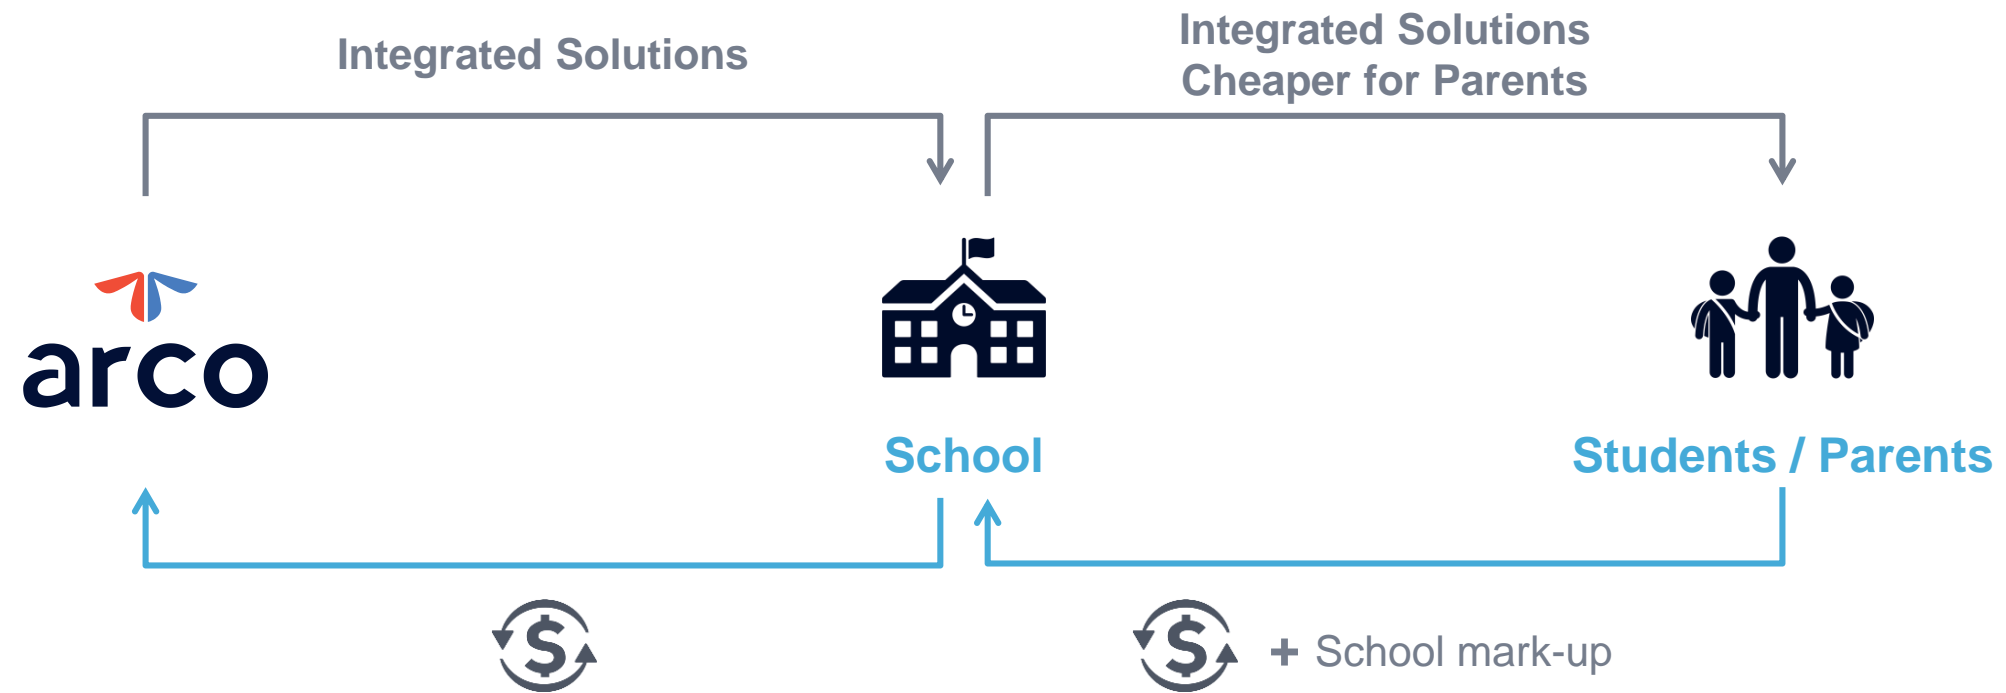 Integrated Solutions
Integrated Solutions
Cheaper for Parents
arco
School
Students / Parents
$
$ + School mark-up